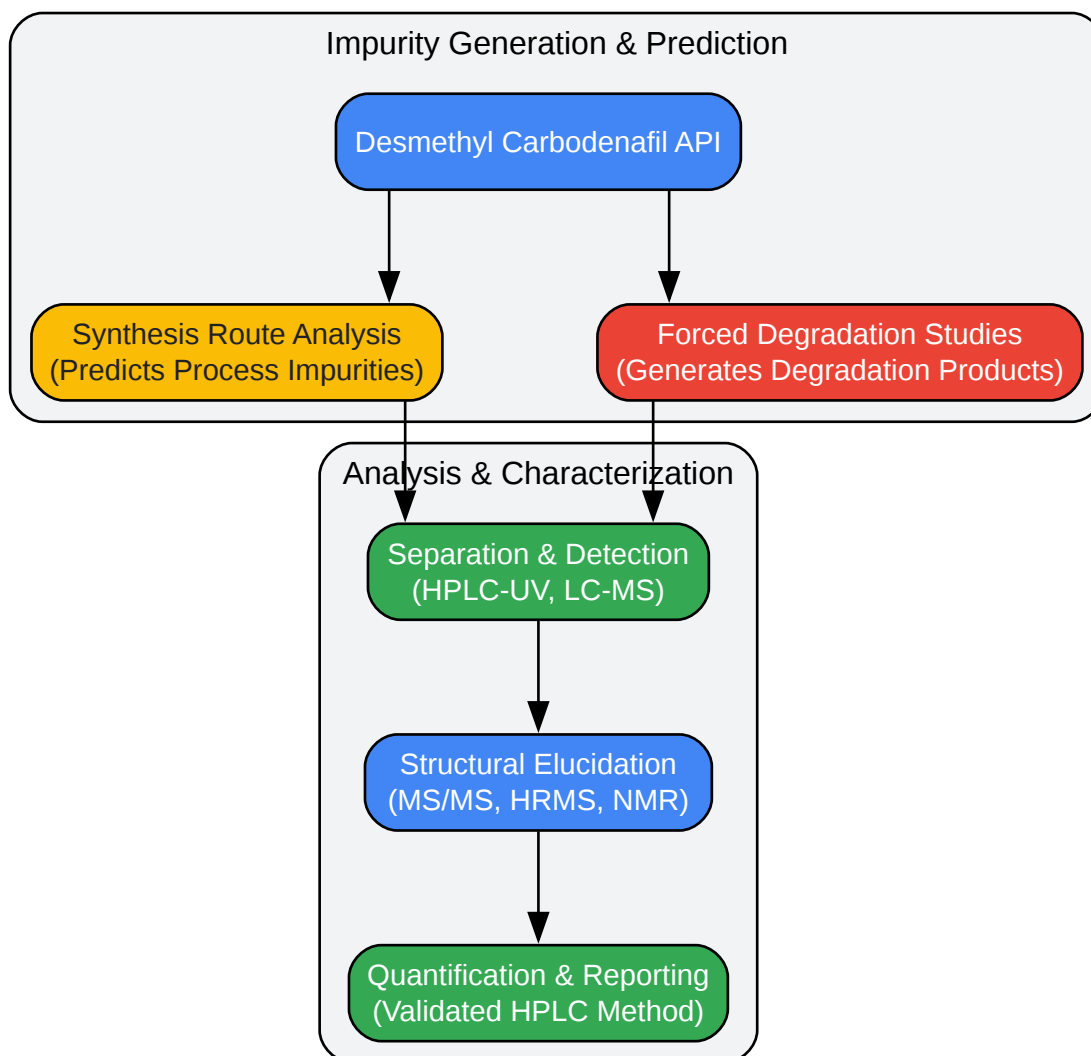 Impurity Generation & Prediction
Desmethyl Carbodenafil API
Synthesis Route Analysis
(Predicts Process Impurities)
Forced Degradation Studies
(Generates Degradation Products)
Analysis & Characterization
Separation & Detection
(HPLC-UV, LC-MS)
Structural Elucidation
(MS/MS, HRMS, NMR)
Quantification & Reporting
(Validated HPLC Method)